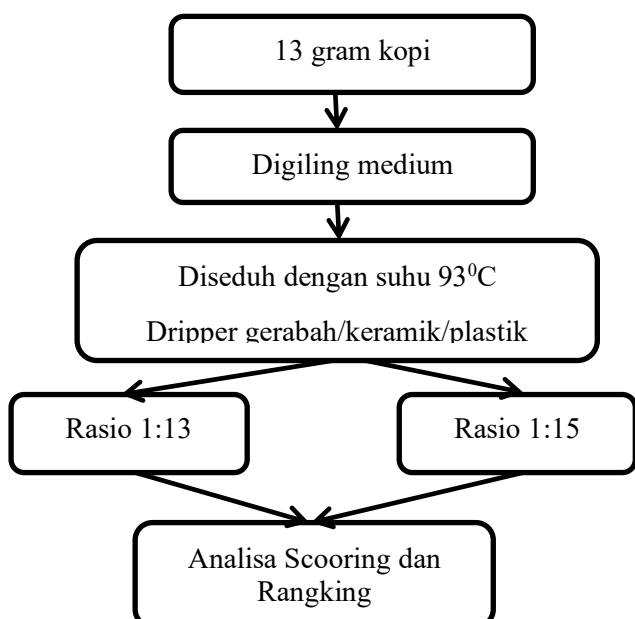 13 gram kopi
Digiling medium
Diseduh dengan suhu 93⁰C
Dripper gerabah/keramik/plastik
Rasio 1:13
Rasio 1:15
Analisa Scooring dan
Rangking